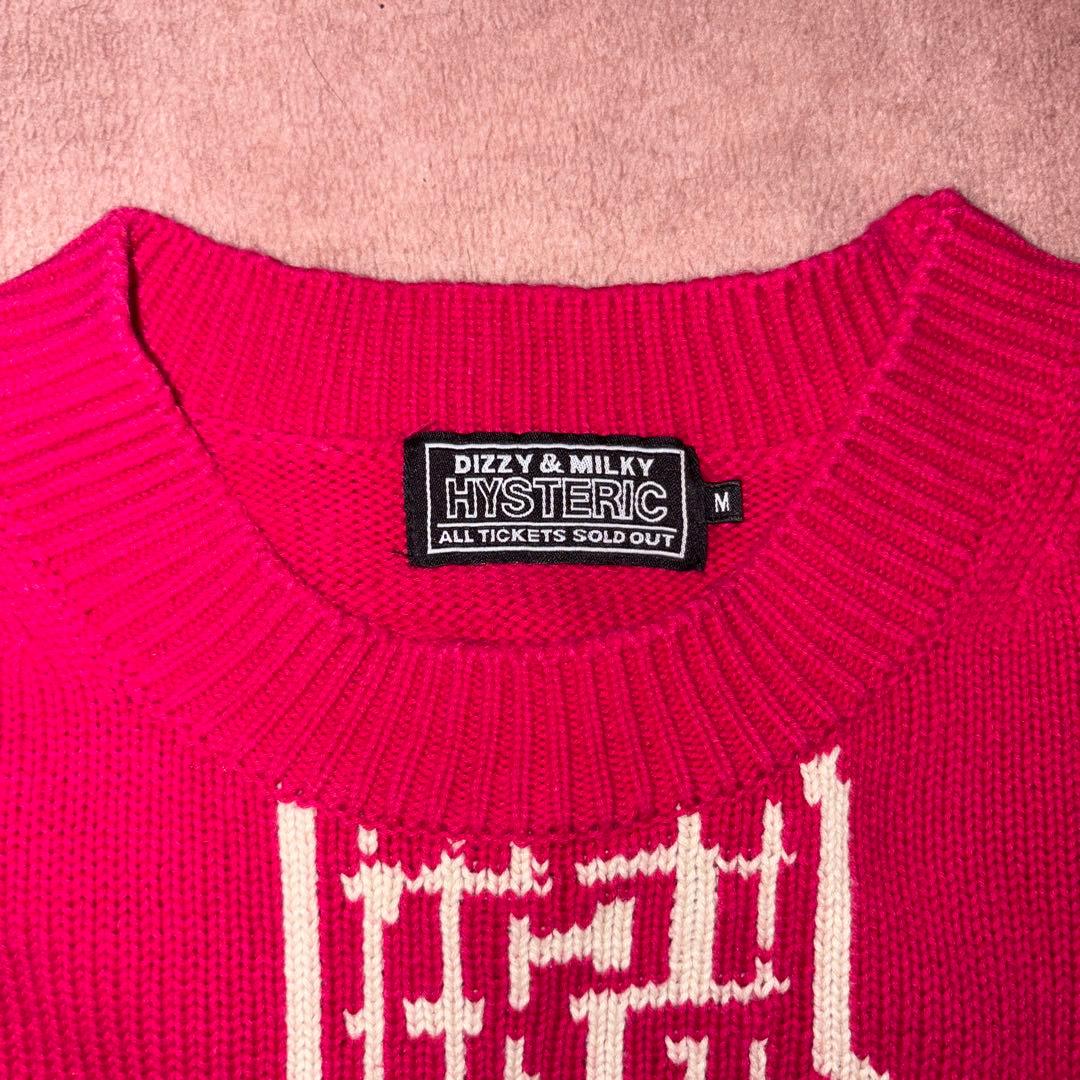 DIZZY & MILKY
HYSTERIC
ALL TICKETS SOLD OUT
M